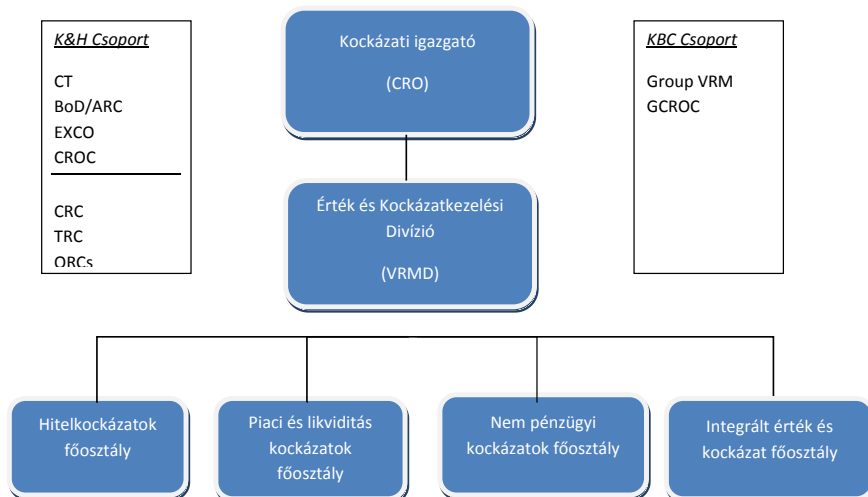 K&H Csoport
CT
BoD/ARC
EXCO
CROC
CRC
TRC
ORCs
Kockázati igazgató
(CRO)
KBC Csoport
Group VRM
GCROC
Érték és Kockázatkezelési
Divízió
(VRMD)
Hitelkockázatok
főosztály
Piaci és likviditás
kockázatok
főosztály
Nem pénzügyi
kockázatok főosztály
Integrált érték és
kockázat főosztály